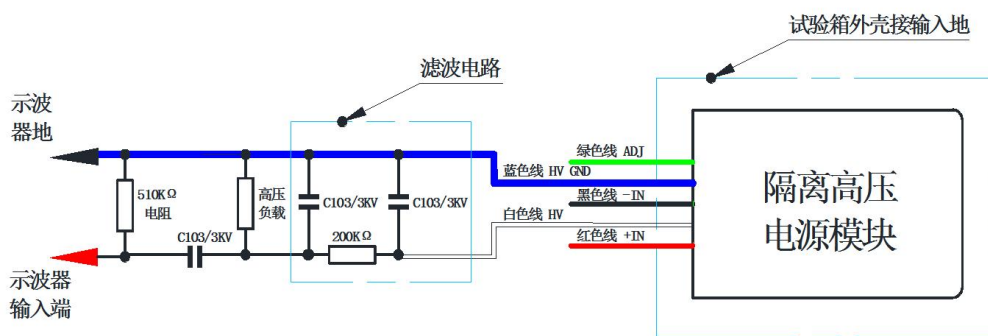 试验箱外壳接输入地
滤波电路
示波
器地
绿色线 ADJ
蓝色线 HV GND
510KΩ
电阻
高压
负载
C103/3KV
C103/3KV
黑色线 -IN
隔离高压
电源模块
白色线 HV
C103/3KV
200KΩ
红色线 +IN
示波器
输入端